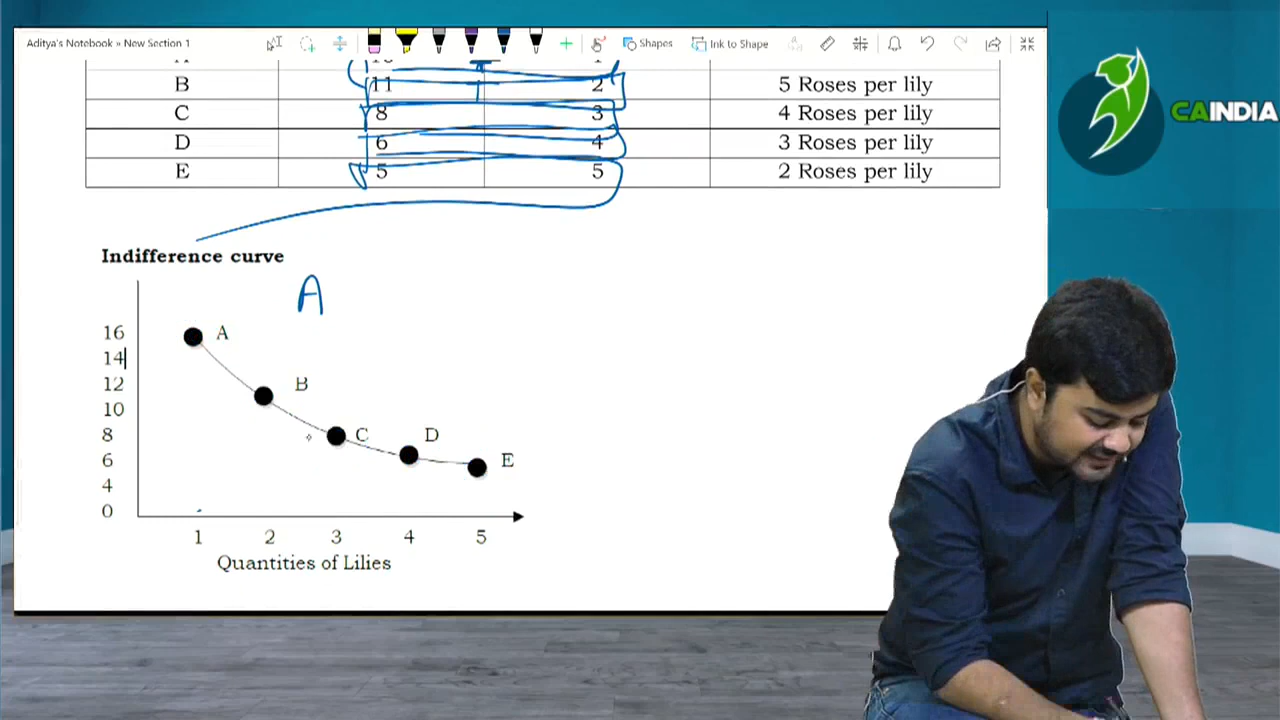 Aditya's Notebook » New Section 1
Shapes
Ink to Shape
B 11 2 5 Roses per lily
C 8 3 4 Roses per lily
D 6 4 3 Roses per lily
E 5 5 2 Roses per lily
CAINDIA
Indifference curve
A
16
14
12
10
8
6
4
0
A
B
C
D
E
1 2 3 4 5
Quantities of Lilies